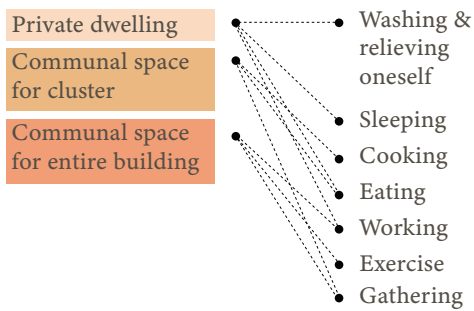 Private dwelling
Communal space
for cluster
Communal space
for entire building
Washing &
relieving
oneself
Sleeping
Cooking
Eating
Working
Exercise
Gathering